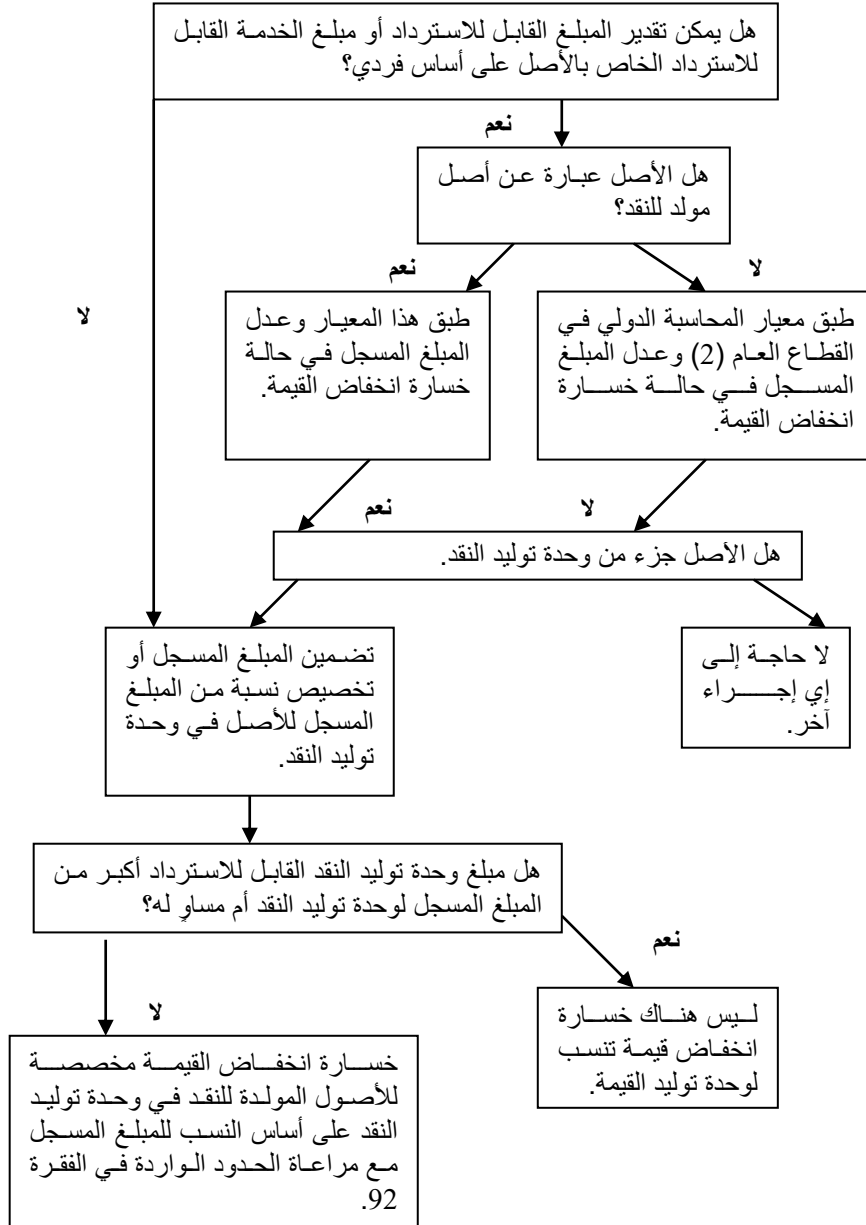 هل يمكن تقدير المبلغ القابل للاسترداد أو مبلغ الخدمة القابل
للاسترداد الخاص بالأصل على أساس فردي؟
نعم
هل الأصل عبارة عن أصل
مولد للنقد؟
لا
نعم
لا
طبق معيار المحاسبة الدولي في
القطاع العام (2) وعدل المبلغ
المسجل في حالة خسارة
انخفاض القيمة.
طبق هذا المعيار وعدل
المبلغ المسجل في حالة
خسارة انخفاض القيمة.
لا
نعم
هل الأصل جزء من وحدة توليد النقد.
لا حاجة إلى
إي إجراء
آخر.
تضمين المبلغ المسجل أو
تخصيص نسبة من المبلغ
المسجل للأصل في وحدة
توليد النقد.
هل مبلغ وحدة توليد النقد القابل للاسترداد أكبر من
المبلغ المسجل لوحدة توليد النقد أم مساوٍ له؟
نعم
لا
ليس هناك خسارة
انخفاض قيمة تنسب
لوحدة توليد القيمة.
خسارة انخفاض القيمة مخصصة
للأصول المولدة للنقد في وحدة توليد
النقد على أساس النسب للمبلغ المسجل
مع مراعاة الحدود الواردة في الفقرة
92.